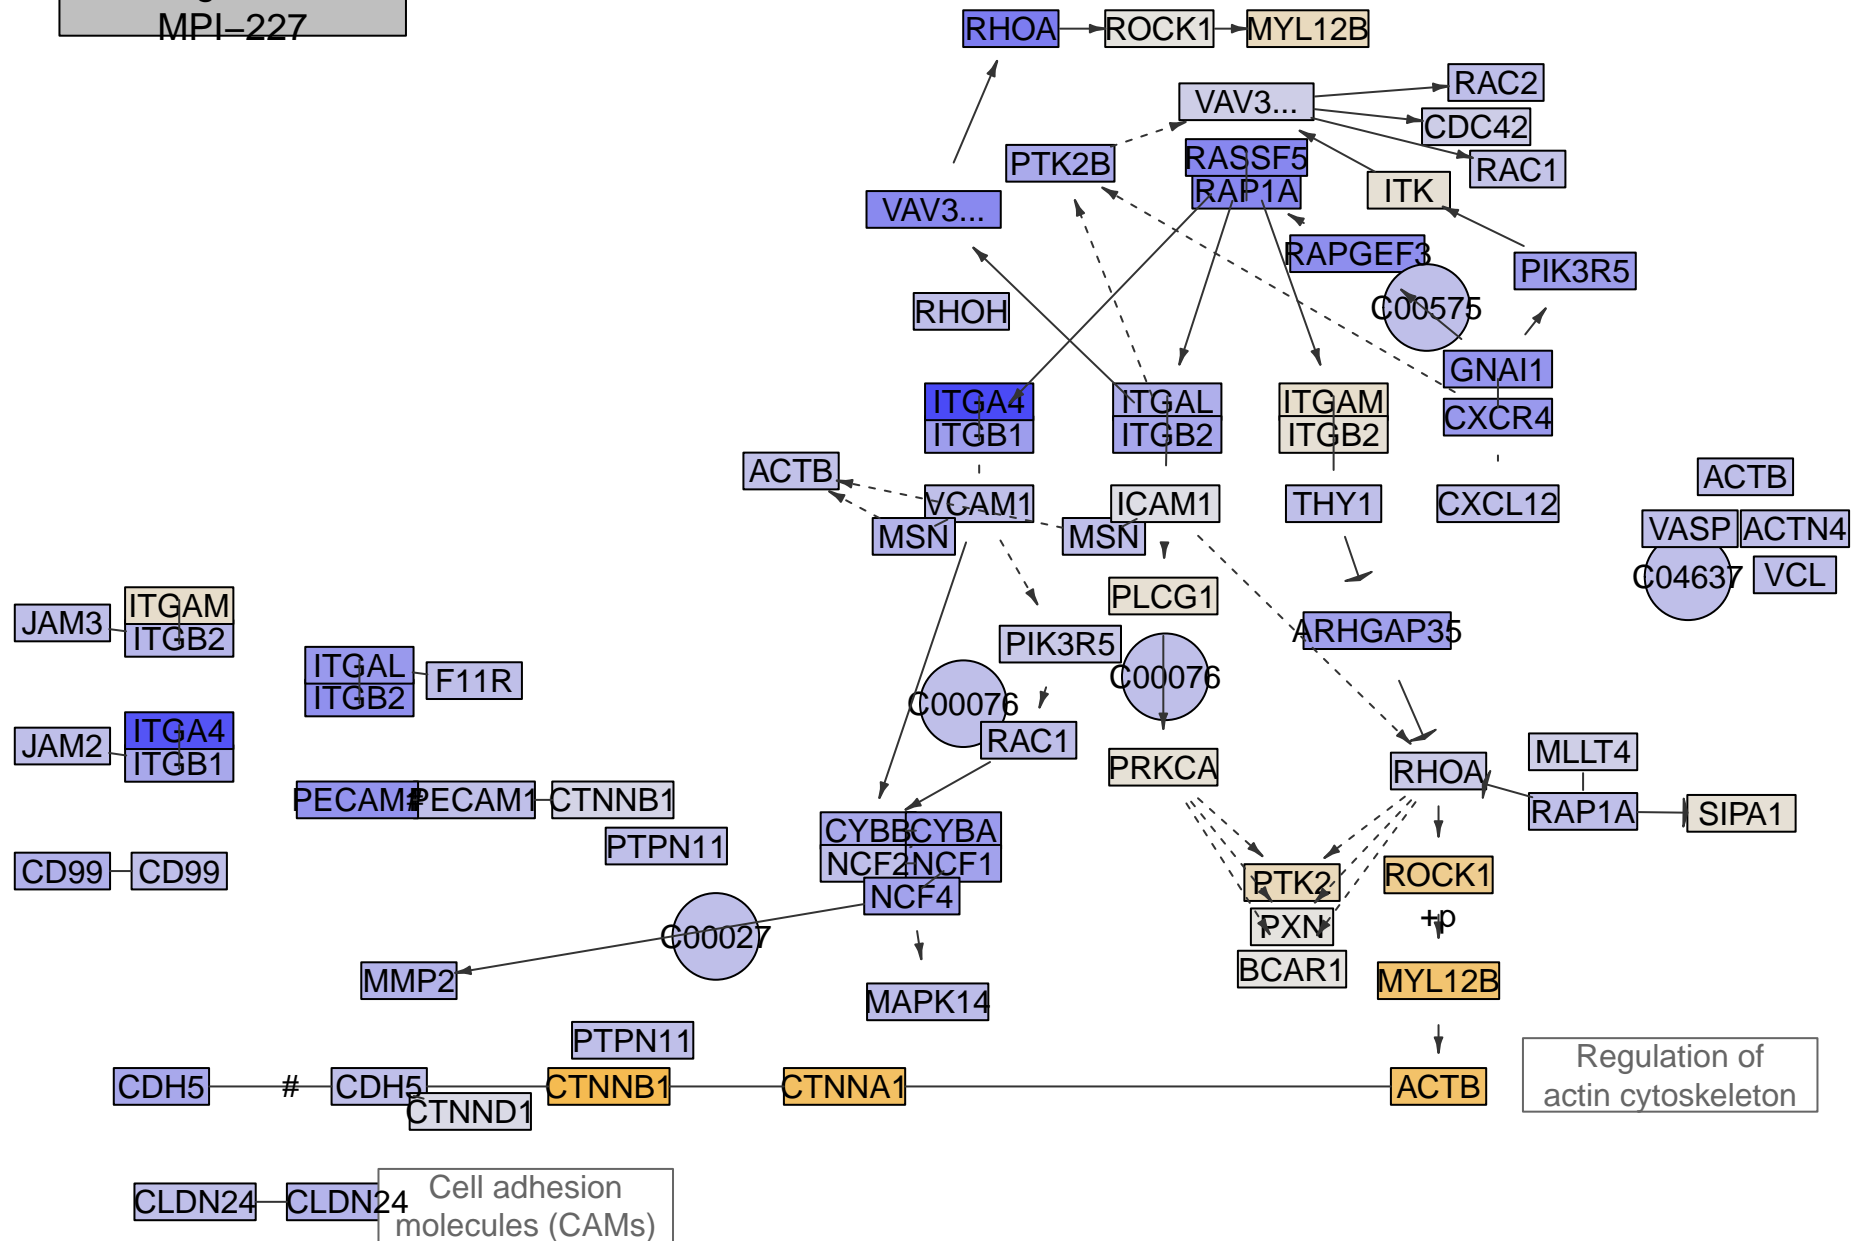 MPI−227
RHOA
ROCK1
MYL12B
VAV3...
RAC2
CDC42
RAC1
PTK2B
RASSF5
RAP1A
ITK
VAV3...
RAPGEF3
PIK3R5
C00575
RHOH
GNAI1
CXCR4
ITGA4
ITGB1
ITGAL
ITGB2
ITGAM
ITGB2
ACTB
VCAM1
MSN
ICAM1
MSN
THY1
CXCL12
ACTB
VASP
ACTN4
C04637
VCL
PLCG1
PIK3R5
C00076
ARHGAP35
C00076
RAC1
JAM3
ITGAM
ITGB2
ITGAL
ITGB2
F11R
JAM2
ITGA4
ITGB1
PRKCA
RHOA
MLLT4
RAP1A
SIPA1
PECAM1
#
PECAM1
CTNNB1
PTPN11
CYBB
CYBA
NCF2
NCF1
NCF4
CD99
CD99
PTK2
PXN
BCAR1
ROCK1
+p
MYL12B
C00027
MMP2
MAPK14
PTPN11
CDH5
#
CDH5
CTNND1
CTNNB1
CTNNA1
ACTB
Regulation of
actin cytoskeleton
CLDN24
CLDN24
Cell adhesion
molecules (CAMs)